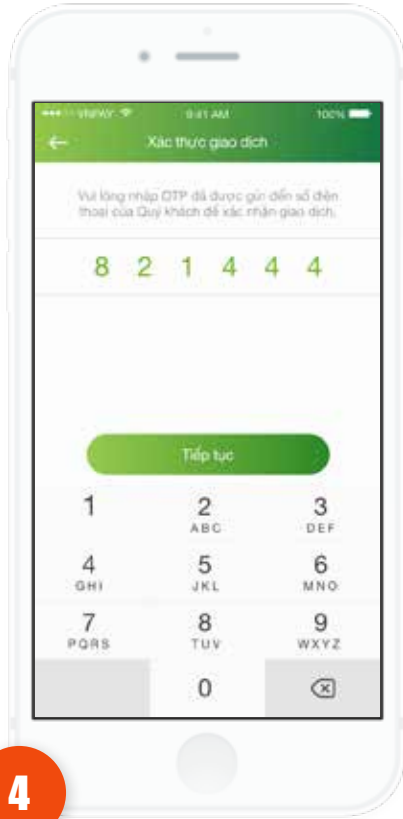 9:41 AM 100%
Xác thực giao dịch
Vui lòng nhập OTP đã được gửi đến số điện
thoại của Quý khách để xác nhận giao dịch.
8 2 1 4 4 4
Tiếp tục
1 2 3
ABC DEF
4 5 6
GHI JKL MNO
7 8 9
PQRS TUV WXYZ
0
4